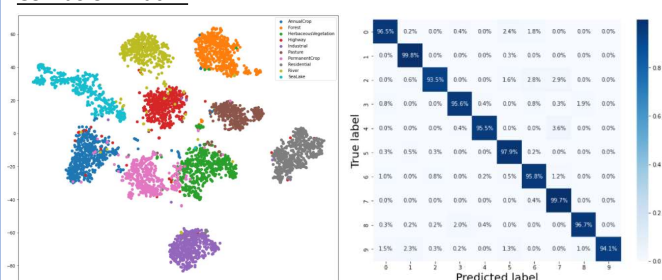 AnnualCrop
Forest
HerbaceousVegetation
Highway
Industrial
Pasture
PermanentCrop
Residential
River
SeaLake
60
40
20
0
-20
-40
-60
-80
True label
0 96.5% 0.2% 0.0% 0.4% 0.0% 2.4% 1.8% 0.0% 0.0% 0.0%
1 0.0% 99.8% 0.0% 0.0% 0.0% 0.3% 0.0% 0.0% 0.0% 0.0%
2 0.0% 0.6% 93.5% 0.0% 0.0% 1.6% 2.8% 2.9% 0.0% 0.0%
3 0.8% 0.0% 0.0% 95.6% 0.4% 0.0% 0.8% 0.3% 1.9% 0.0%
4 0.0% 0.0% 0.0% 0.4% 95.5% 0.0% 0.0% 3.6% 0.0% 0.0%
5 0.3% 0.5% 0.3% 0.0% 0.0% 97.9% 0.2% 0.0% 0.0% 0.0%
6 1.0% 0.0% 0.8% 0.0% 0.2% 0.5% 95.8% 1.2% 0.0% 0.0%
7 0.0% 0.0% 0.0% 0.0% 0.0% 0.0% 0.4% 99.7% 0.0% 0.0%
8 0.3% 0.2% 0.2% 2.0% 0.4% 0.0% 0.0% 0.0% 96.7% 0.0%
9 1.5% 2.3% 0.3% 0.2% 0.0% 1.3% 0.0% 0.0% 1.0% 94.1%
0 1 2 3 4 5 6 7 8 9
Predicted label
0.8
0.6
0.4
0.2
0.0